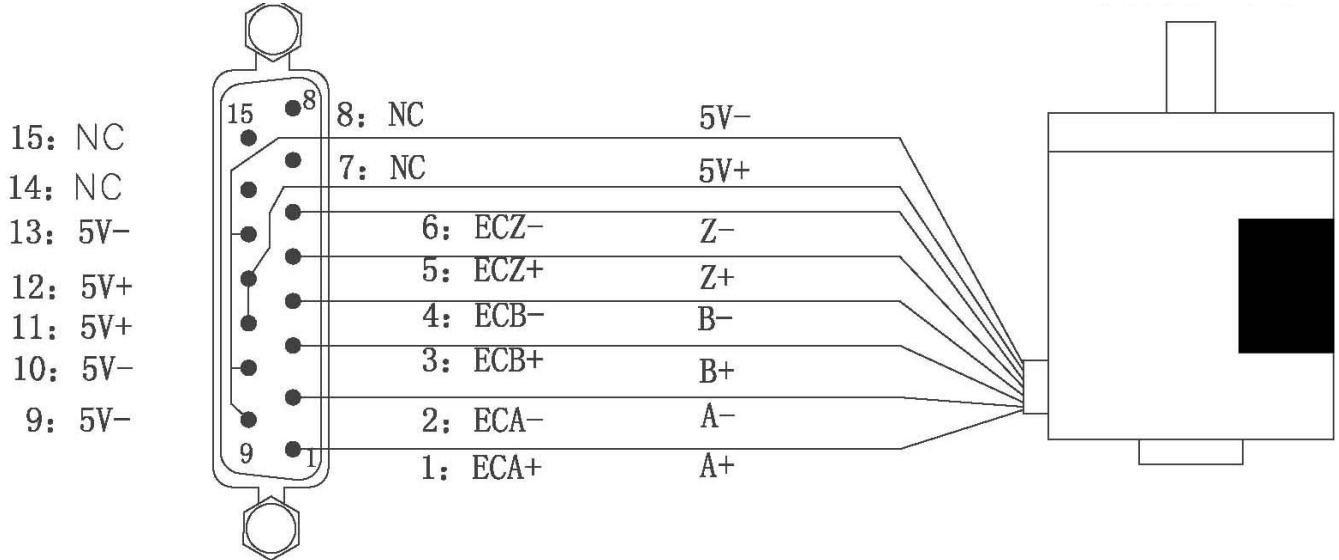 15
8
9
1
15: NC
14: NC
13: 5V-
12: 5V+
11: 5V+
10: 5V-
9: 5V-
8: NC
7: NC
6: ECZ-
5: ECZ+
4: ECB-
3: ECB+
2: ECA-
1: ECA+
5V-
5V+
Z-
Z+
B-
B+
A-
A+